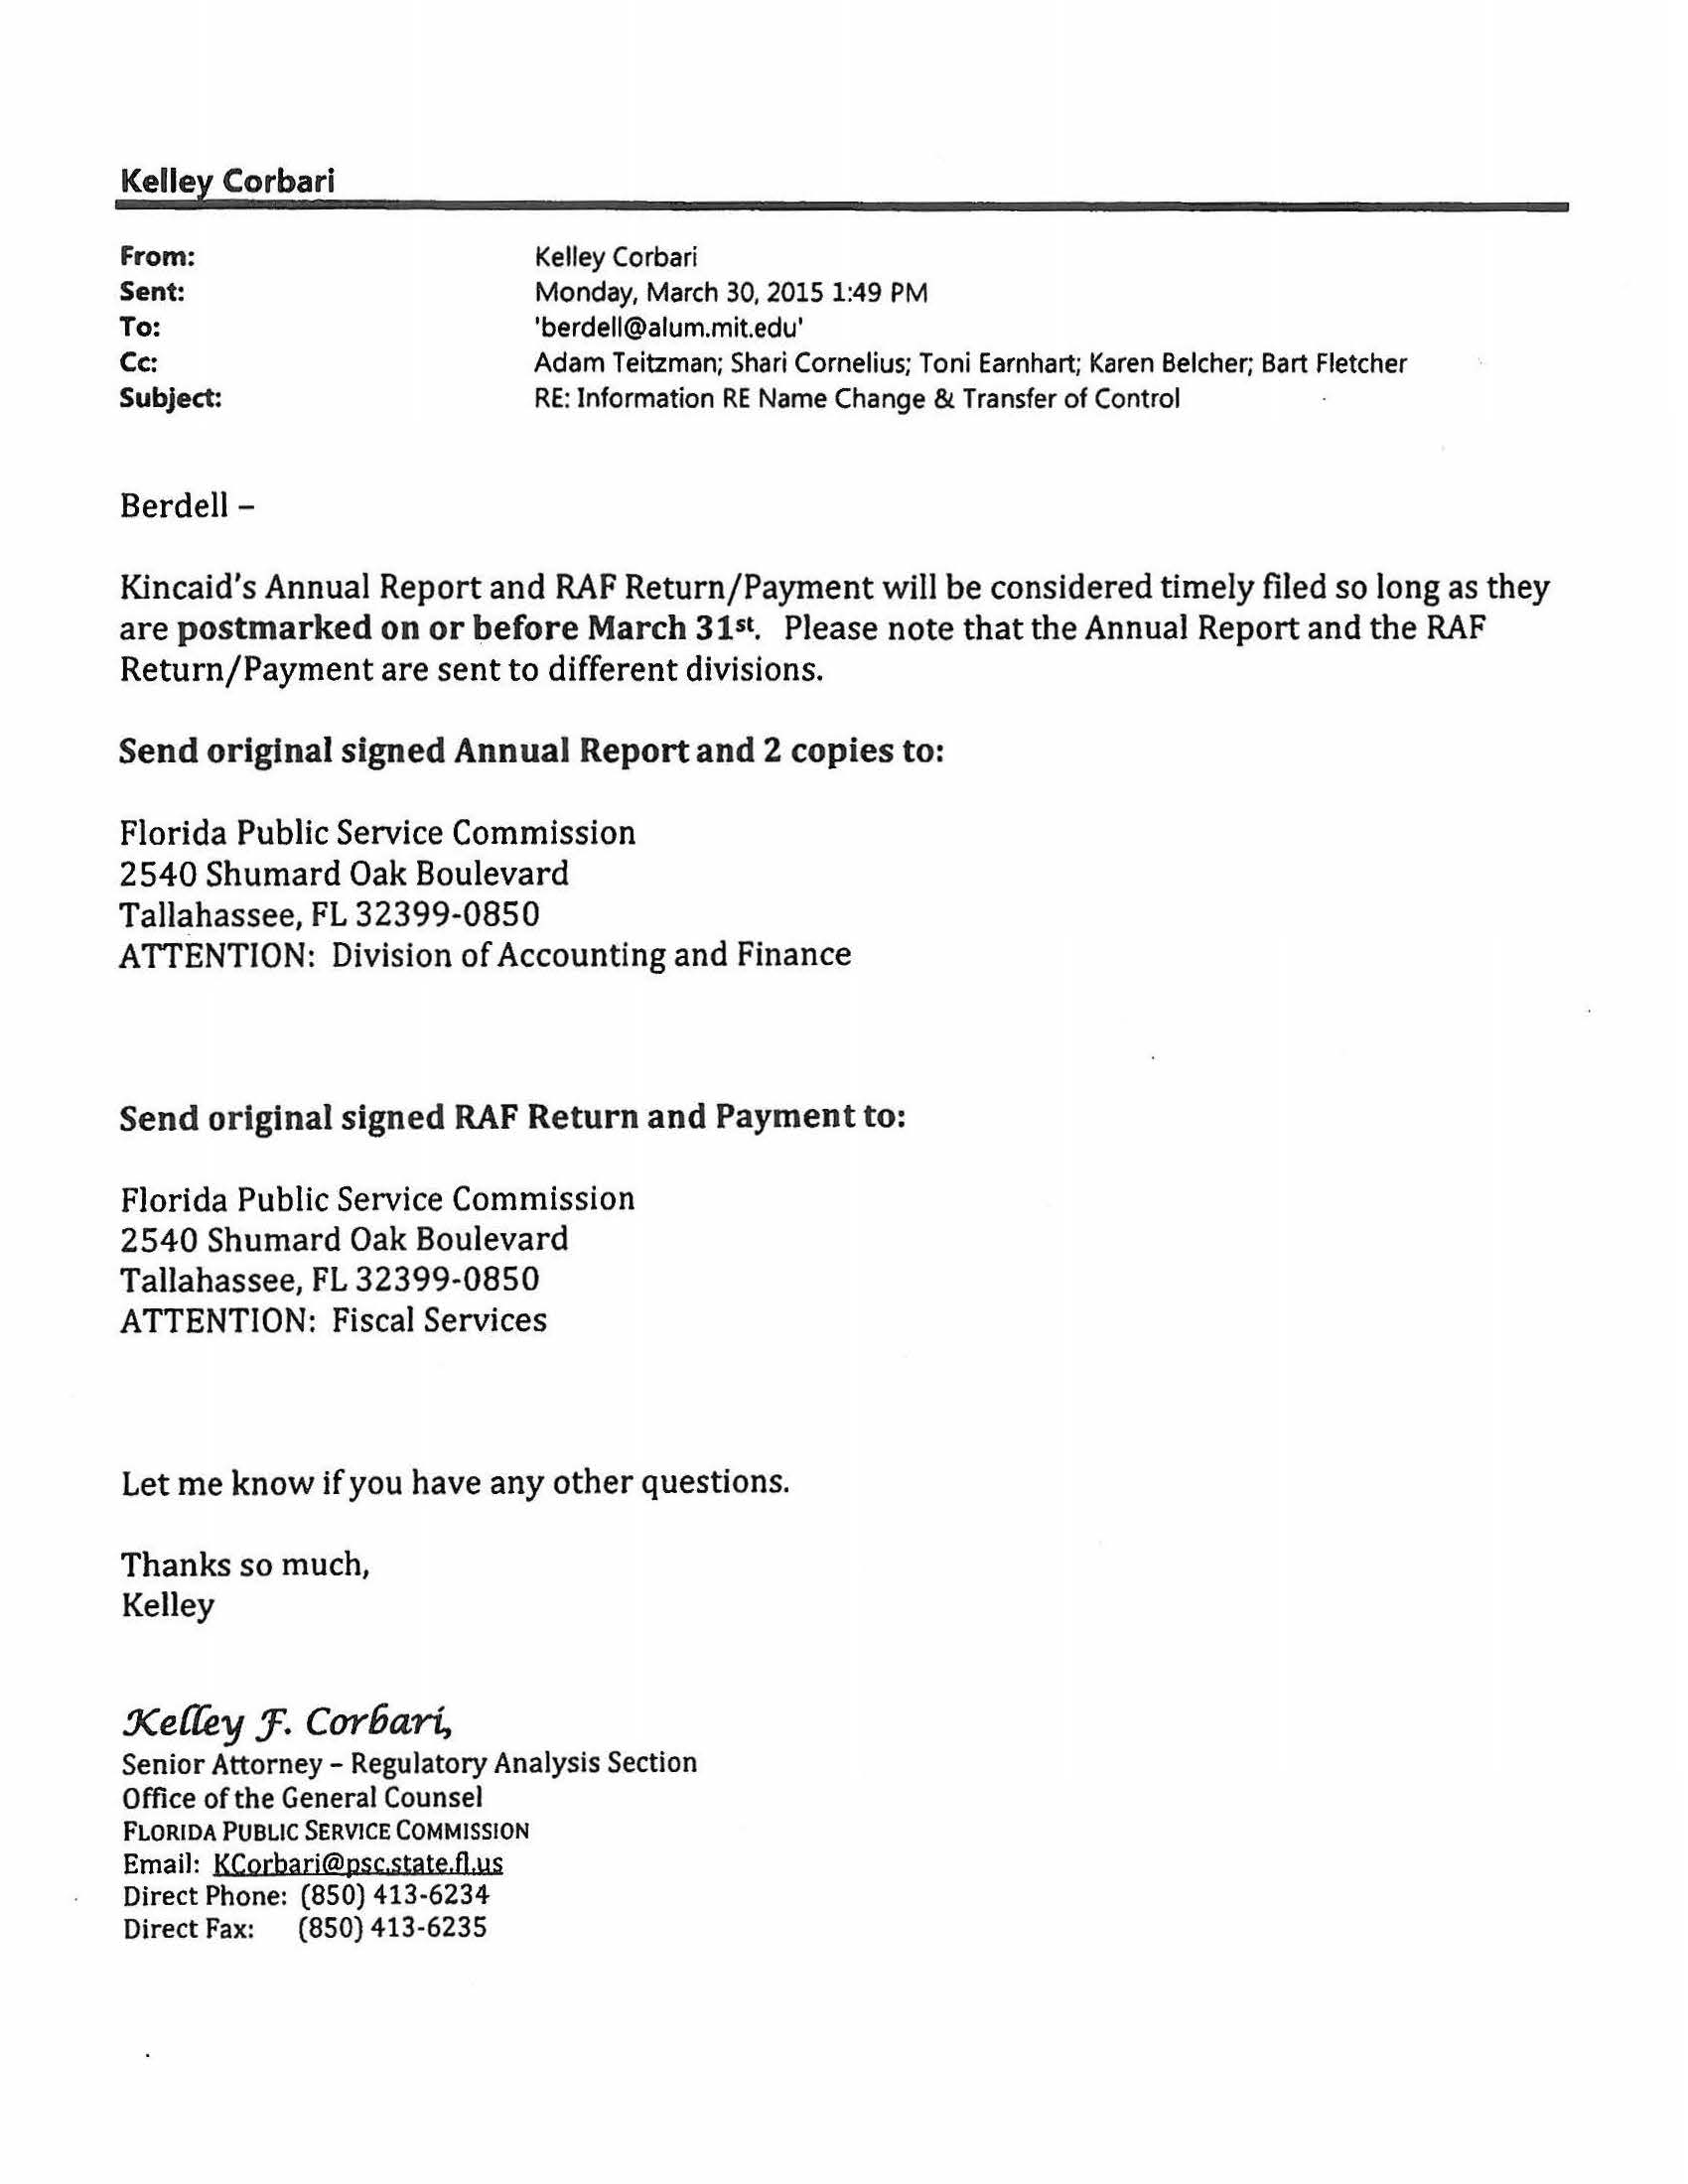 Kelley Corbari
From: Kelley Corbari
Sent: Monday, March 30, 2015 1:49 PM
To: 'berdell@alum.mit.edu'
Cc: Adam Teitzman; Shari Cornelius; Toni Earnhart; Karen Belcher; Bart Fletcher
Subject: RE: Information RE Name Change & Transfer of Control
Berdell –
Kincaid's Annual Report and RAF Return/Payment will be considered timely filed so long as they
are postmarked on or before March 31st. Please note that the Annual Report and the RAF
Return/Payment are sent to different divisions.
Send original signed Annual Report and 2 copies to:
Florida Public Service Commission
2540 Shumard Oak Boulevard
Tallahassee, FL 32399-0850
ATTENTION: Division of Accounting and Finance
Send original signed RAF Return and Payment to:
Florida Public Service Commission
2540 Shumard Oak Boulevard
Tallahassee, FL 32399-0850
ATTENTION: Fiscal Services
Let me know if you have any other questions.
Thanks so much,
Kelley
Kelley F. Corbari,
Senior Attorney – Regulatory Analysis Section
Office of the General Counsel
FLORIDA PUBLIC SERVICE COMMISSION
Email: KCorbari@psc.state.fl.us
Direct Phone: (850) 413-6234
Direct Fax: (850) 413-6235